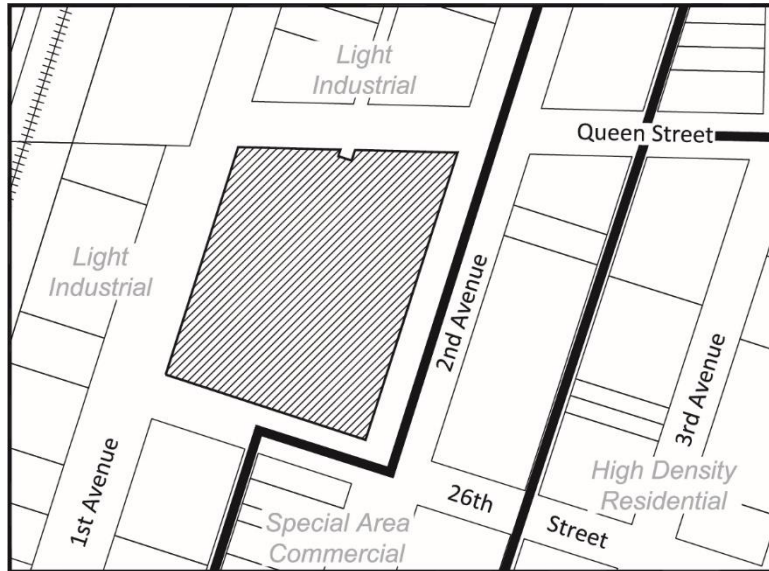 Light
Industrial
Queen Street
Light
Industrial
2nd Avenue
3rd Avenue
1st Avenue
26th
Street
High Density
Residential
Special Area
Commercial